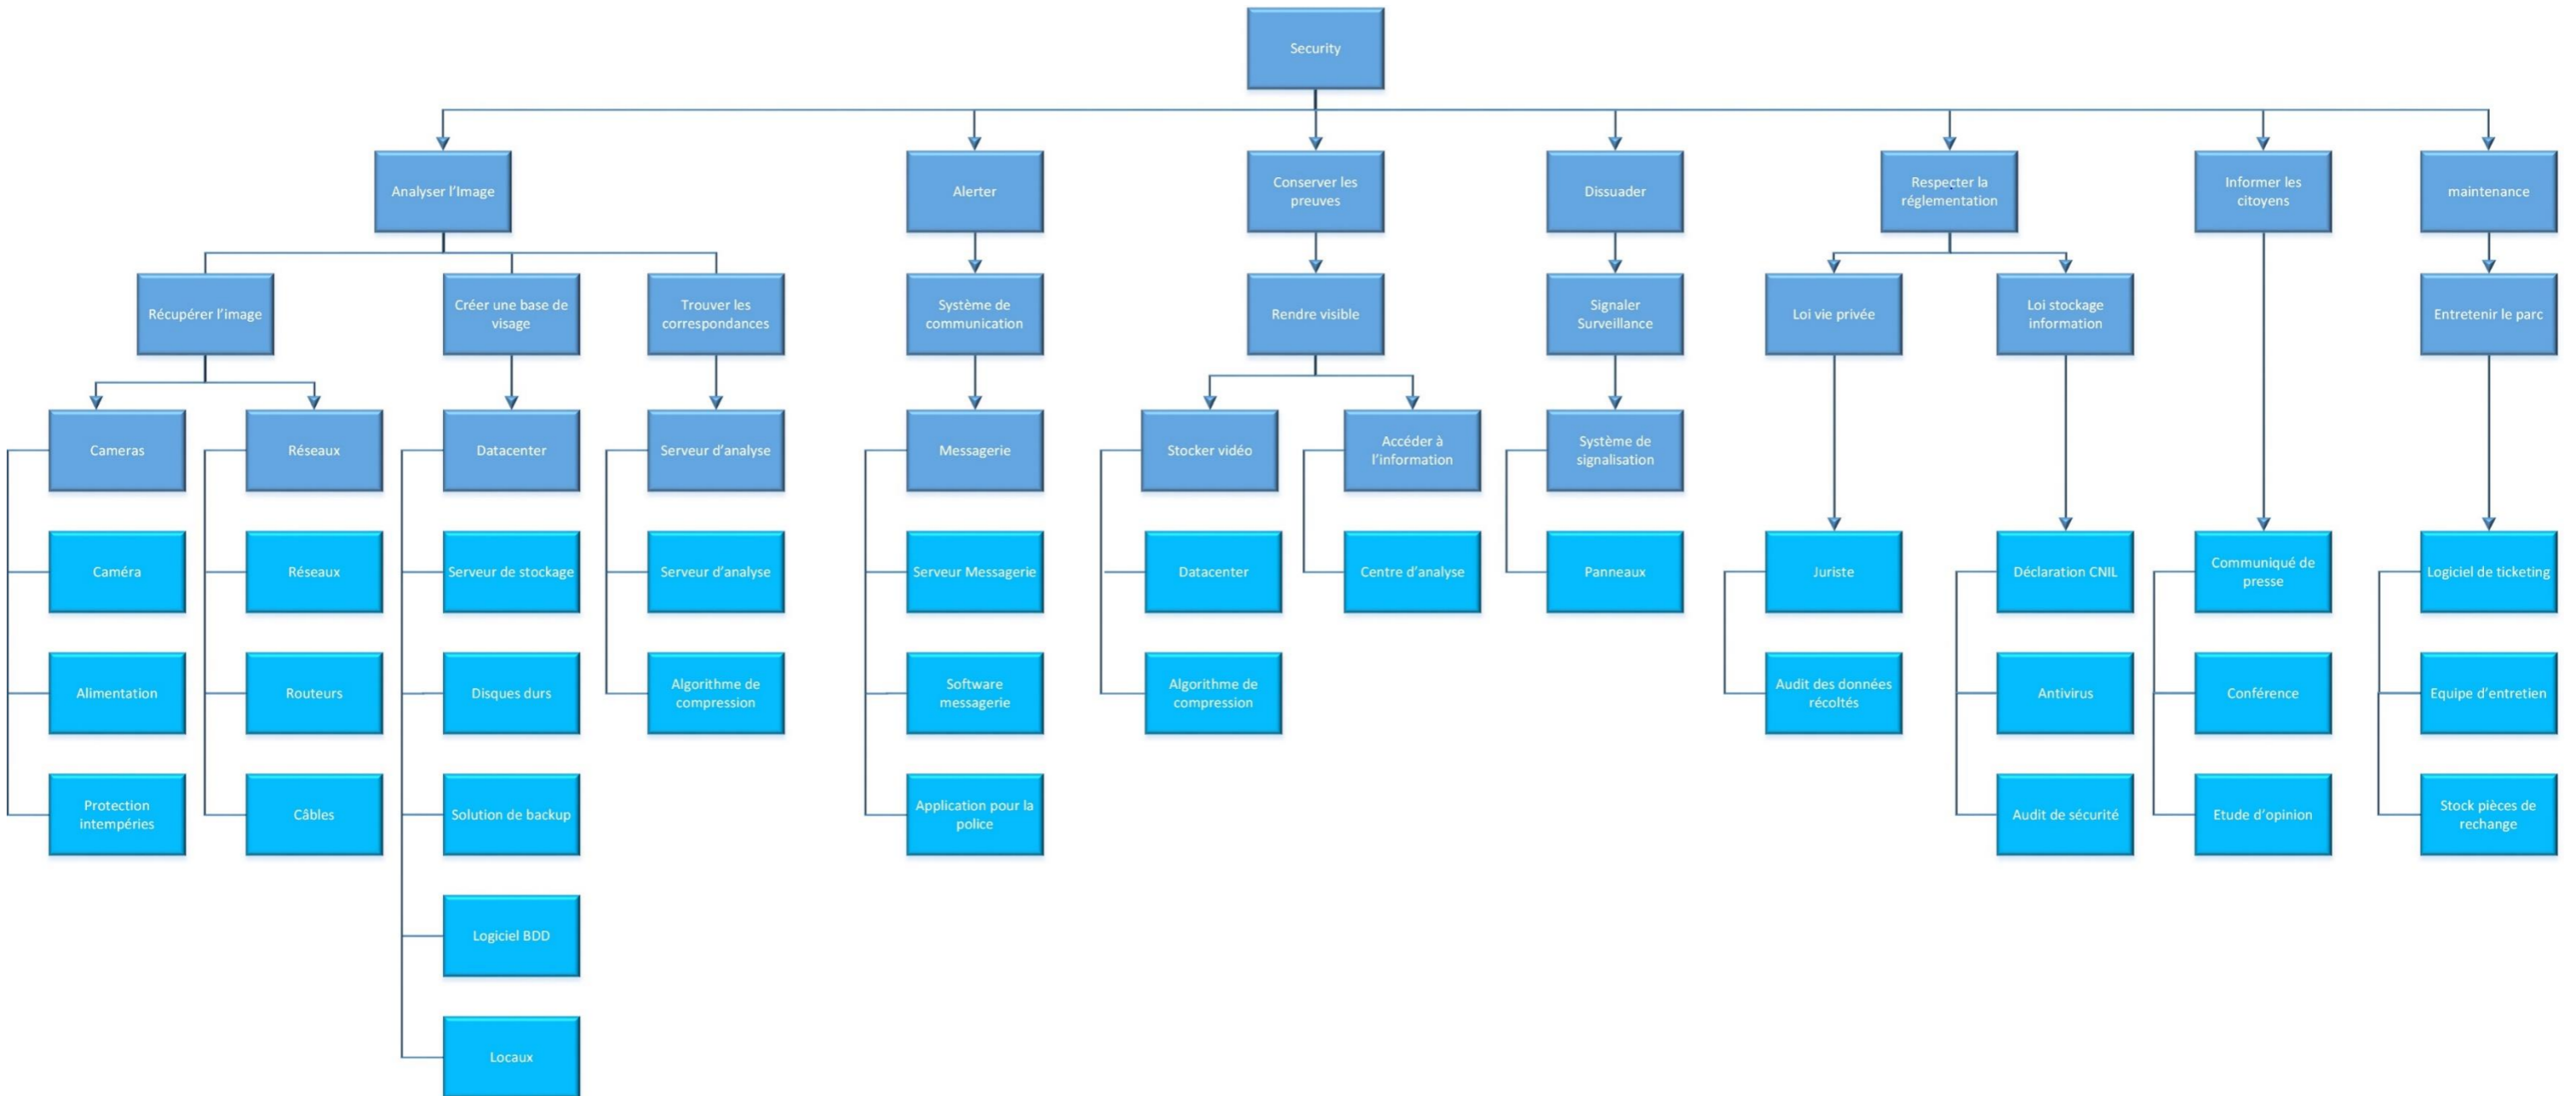 Security
Analyser l'Image
Alerter
Conserver les
preuves
Dissuader
Respecter la
réglementation
Informer les
citoyens
maintenance
Récupérer l'image
Créer une base de
visage
Trouver les
correspondances
Système de
communication
Rendre visible
Signaler
Surveillance
Loi vie privée
Loi stockage
information
Entretenir le parc
Cameras
Réseaux
Datacenter
Serveur d'analyse
Messagerie
Stocker vidéo
Accéder à
l'information
Système de
signalisation
Caméra
Réseaux
Serveur de stockage
Serveur d'analyse
Serveur Messagerie
Datacenter
Centre d'analyse
Panneaux
Juriste
Déclaration CNIL
Communiqué de
presse
Logiciel de ticketing
Alimentation
Routeurs
Disques durs
Algorithme de
compression
Software
messagerie
Algorithme de
compression
Audit des données
récoltés
Antivirus
Conférence
Equipe d'entretien
Protection
intempéries
Câbles
Solution de backup
Application pour la
police
Audit de sécurité
Etude d'opinion
Stock pièces de
rechange
Logiciel BDD
Locaux